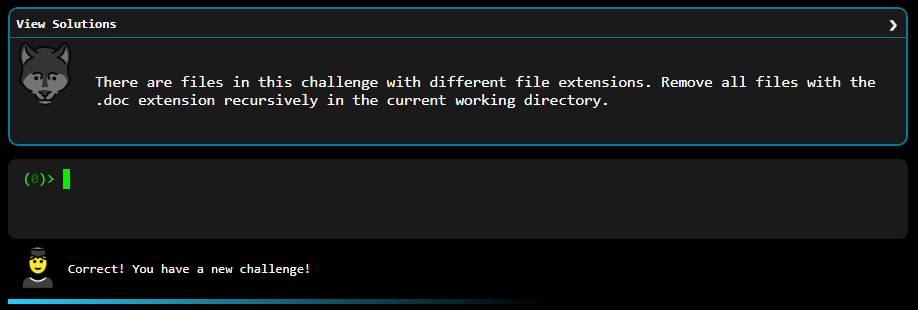 View Solutions
There are files in this challenge with different file extensions. Remove all files with the
.doc extension recursively in the current working directory.
(0)>
Correct! You have a new challenge!